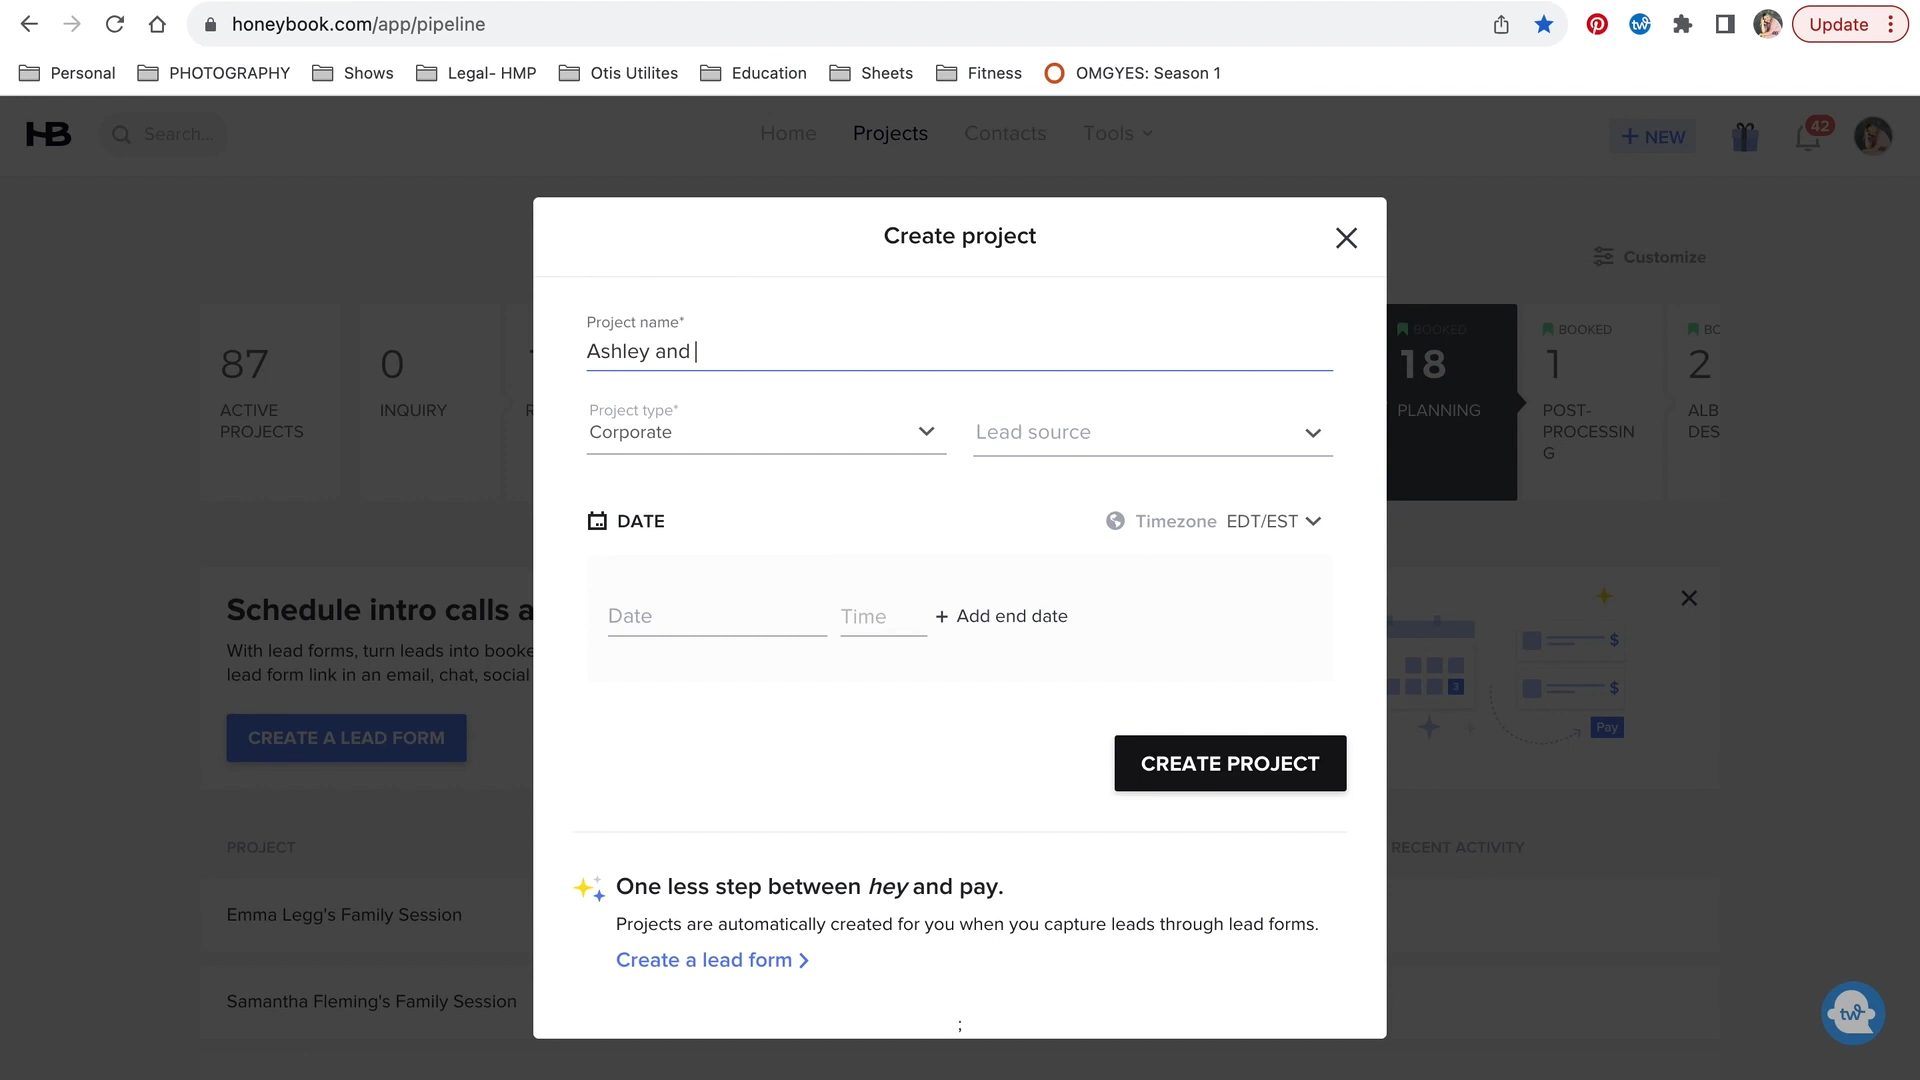 honeybook.com/app/pipeline
Update
Personal PHOTOGRAPHY Shows Legal- HMP Otis Utilites Education Sheets Fitness OMGYES: Season 1
HB Search... Home Projects Contacts Tools + NEW 42
Create project
Customize
Project name*
Ashley and
Project type*
Corporate
Lead source
87
ACTIVE
PROJECTS
0
INQUIRY
BOOKED
18
PLANNING
BOOKED
1
POST-
PROCESSIN
G
BO
2
ALB
DES
DATE
Timezone EDT/EST
Date Time + Add end date
Schedule intro calls a
With lead forms, turn leads into booke
lead form link in an email, chat, social
CREATE A LEAD FORM
$
3 $
Pay
CREATE PROJECT
PROJECT
RECENT ACTIVITY
One less step between hey and pay.
Projects are automatically created for you when you capture leads through lead forms.
Create a lead form
Emma Legg's Family Session
Samantha Fleming's Family Session
;
tw